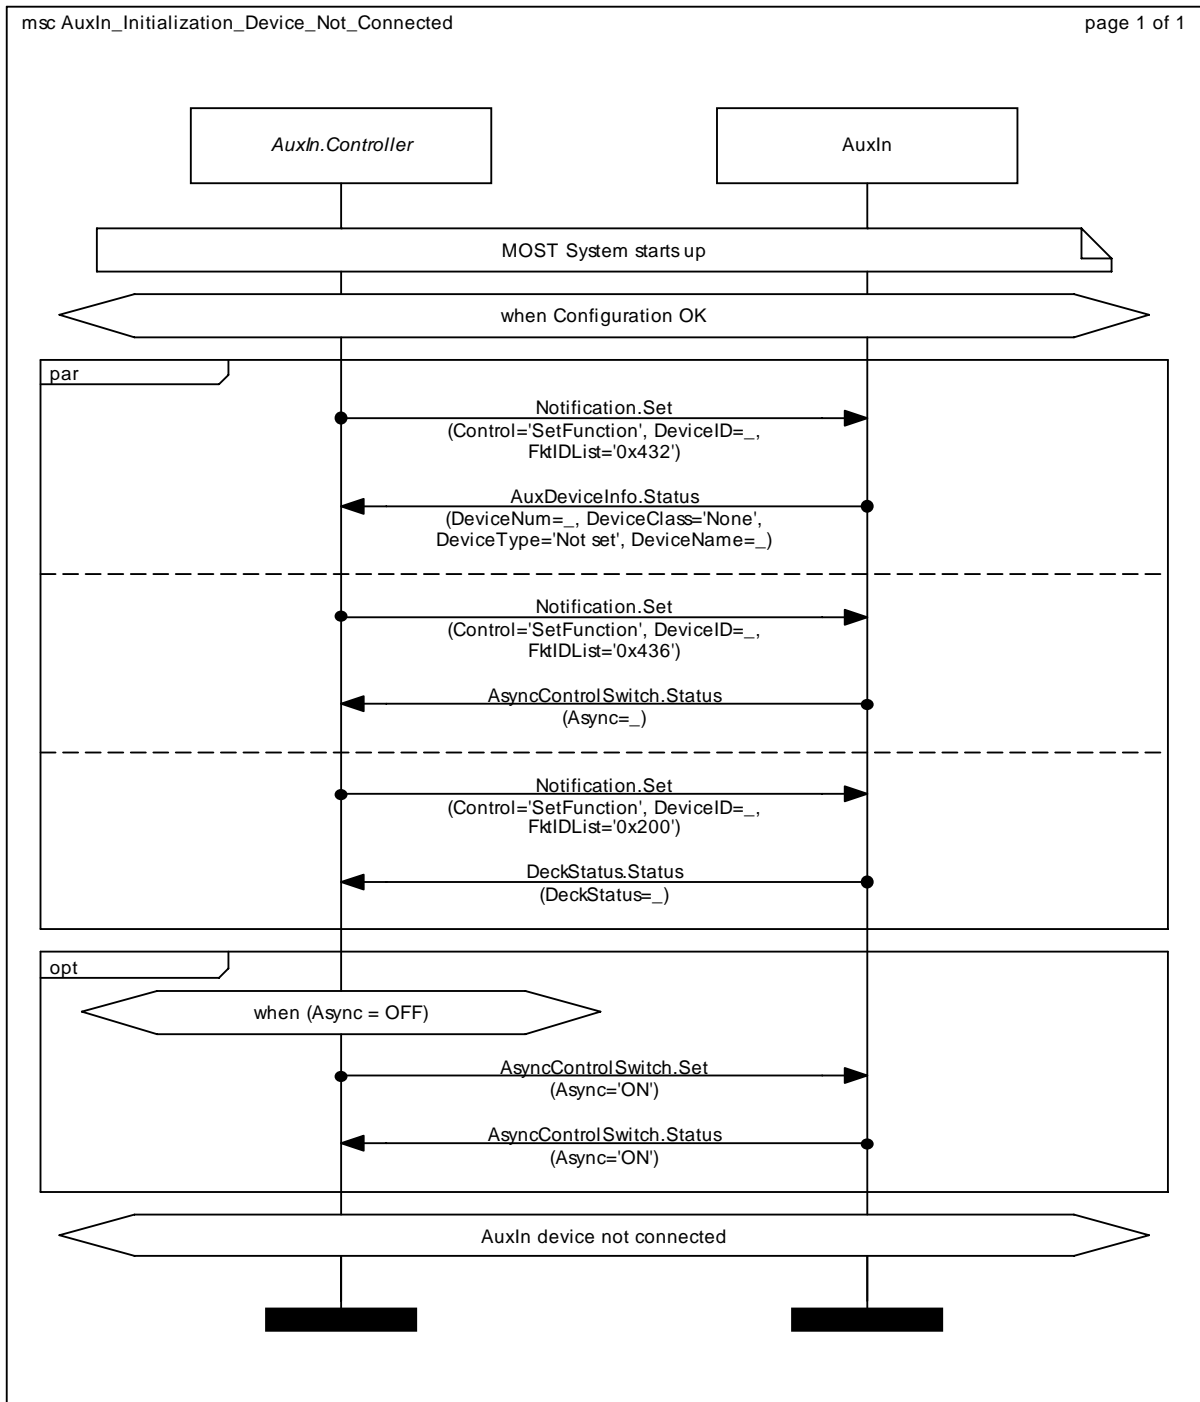 msc AuxIn_Initialization_Device_Not_Connected
page 1 of 1
AuxIn.Controller
AuxIn
MOST System starts up
when Configuration OK
par
Notification.Set
(Control='SetFunction', DeviceID=_,
FktIDList='0x432')
AuxDeviceInfo.Status
(DeviceNum=_, DeviceClass='None',
DeviceType='Not set', DeviceName=_)
Notification.Set
(Control='SetFunction', DeviceID=_,
FktIDList='0x436')
AsyncControlSwitch.Status
(Async=_)
Notification.Set
(Control='SetFunction', DeviceID=_,
FktIDList='0x200')
DeckStatus.Status
(DeckStatus=_)
opt
when (Async = OFF)
AsyncControlSwitch.Set
(Async='ON')
AsyncControlSwitch.Status
(Async='ON')
AuxIn device not connected